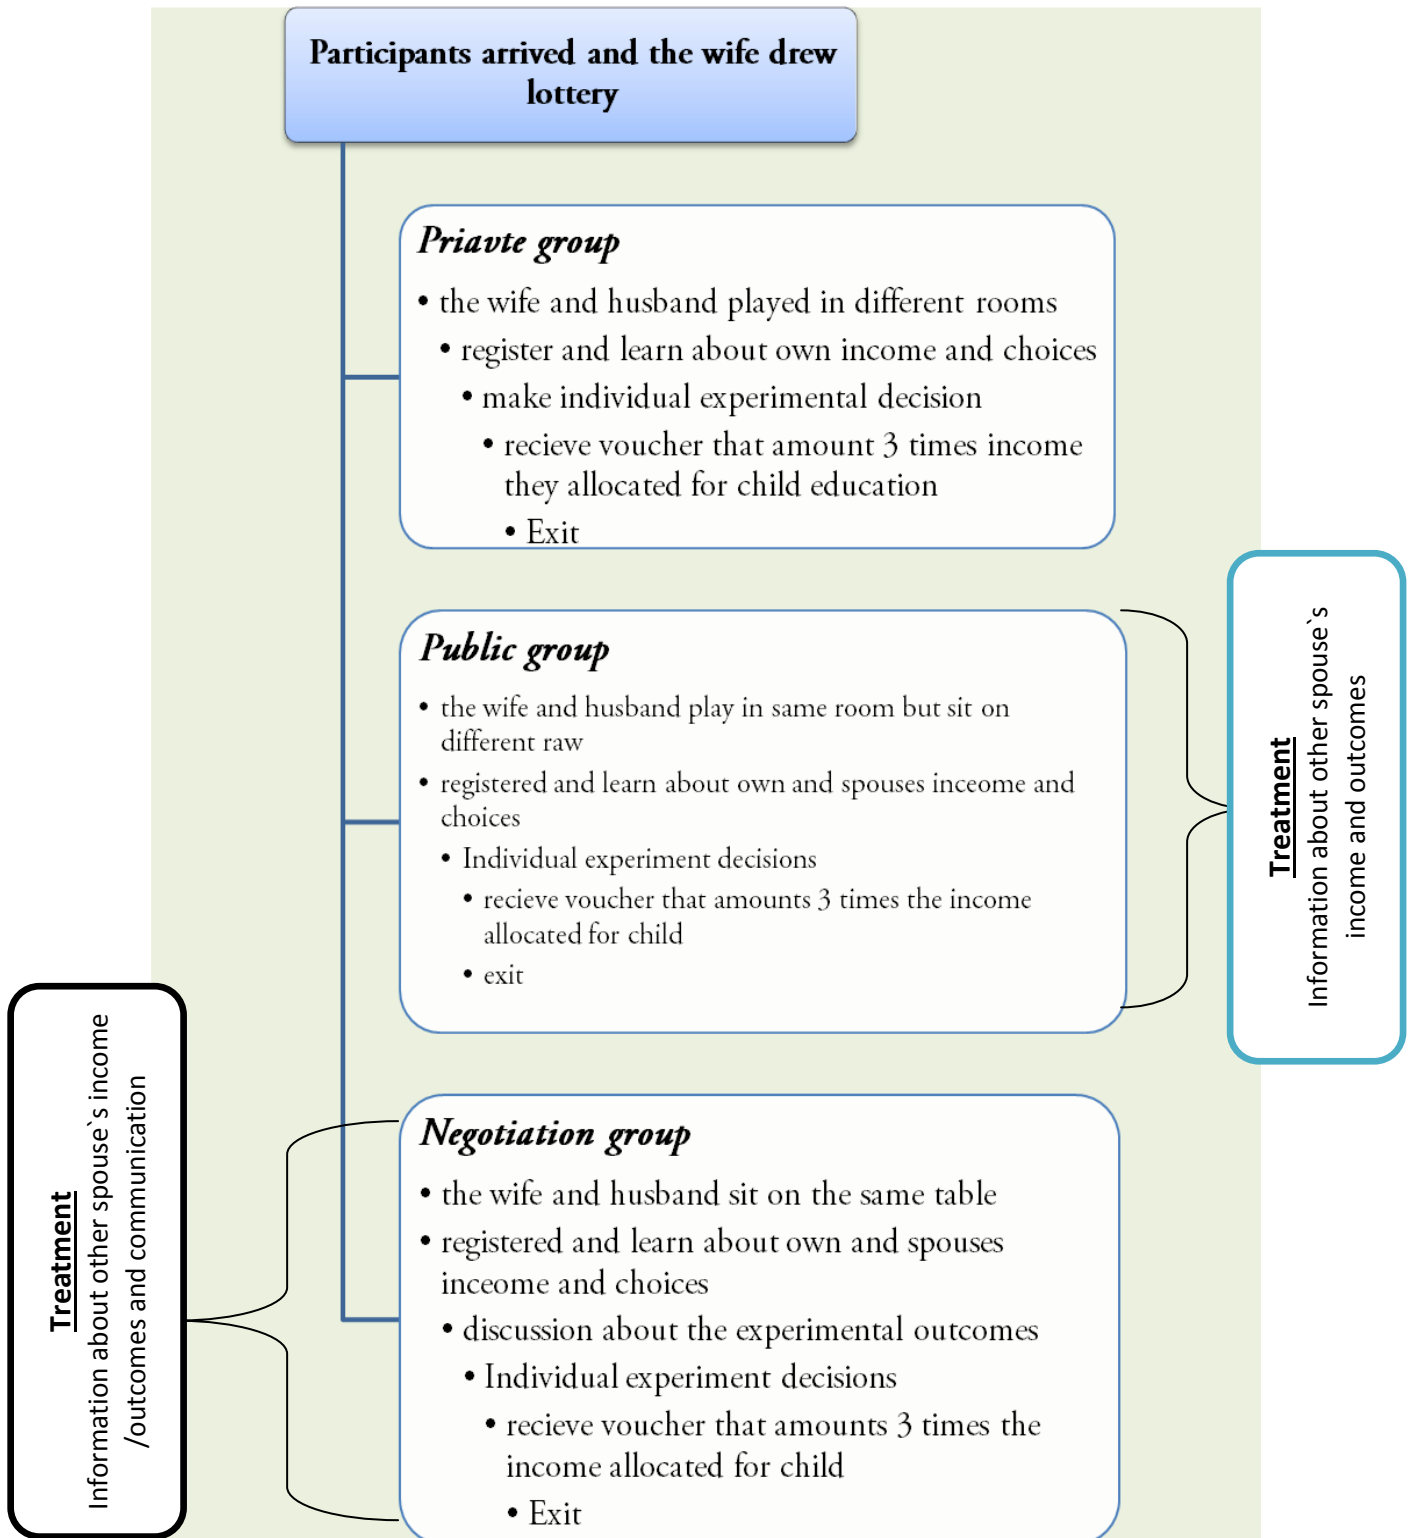 Participants arrived and the wife drew
lottery
Priavte group
• the wife and husband played in different rooms
• register and learn about own income and choices
• make individual experimental decision
• recieve voucher that amount 3 times income
they allocated for child education
• Exit
Public group
• the wife and husband play in same room but sit on
different raw
• registered and learn about own and spouses inceome and
choices
• Individual experiment decisions
• recieve voucher that amounts 3 times the income
allocated for child
• exit
Treatment
Information about other spouse`s
income and outcomes
Negotiation group
• the wife and husband sit on the same table
• registered and learn about own and spouses
inceome and choices
• discussion about the experimental outcomes
• Individual experiment decisions
• recieve voucher that amounts 3 times the
income allocated for child
• Exit
Treatment
Information about other spouse`s income
/outcomes and communication